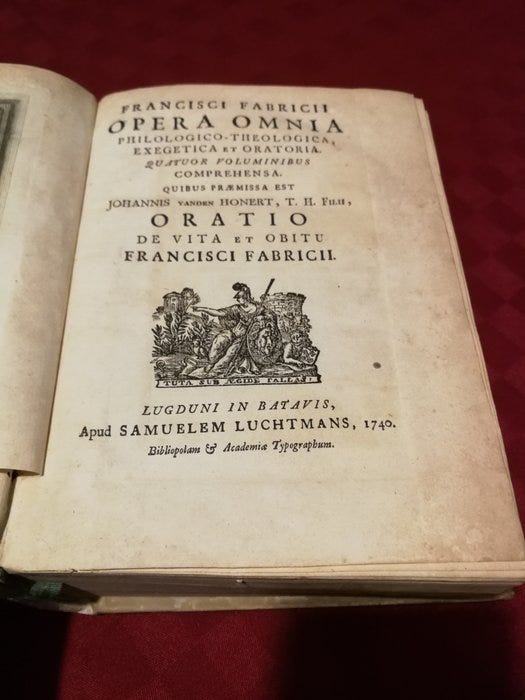 FRANCISCI FABRICII
OPERA OMNIA
PHILOLOGICO-THEOLOGICA,
EXEGETICA ET ORATORIA.
QUATUOR VOLUMINIBUS
COMPREHENSA.
QUIBUS PRÆMISSA EST
JOHANNIS VANDEN HONERT, T. H. FILII,
ORATIO
DE VITA ET OBITU
FRANCISCI FABRICII.
TUTA SUB ÆGIDE PALLAS.
LUGDUNI IN BATAVIS,
Apud SAMUELEM LUCHTMANS, 1740.
Bibliopolam & Academiæ Typographum.